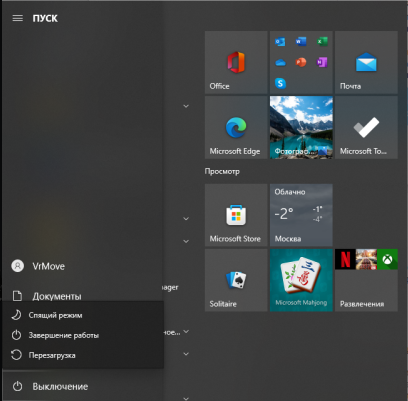 ПУСК
Office
Почта
Microsoft Edge
Фотограф...
Microsoft To...
Просмотр
Облачно
-2°
-1°
-4°
Microsoft Store
Москва
VrMove
Документы
Спящий режим
Завершение работы
Перезагрузка
Выключение
Solitaire
Microsoft Mahjong
Развлечения